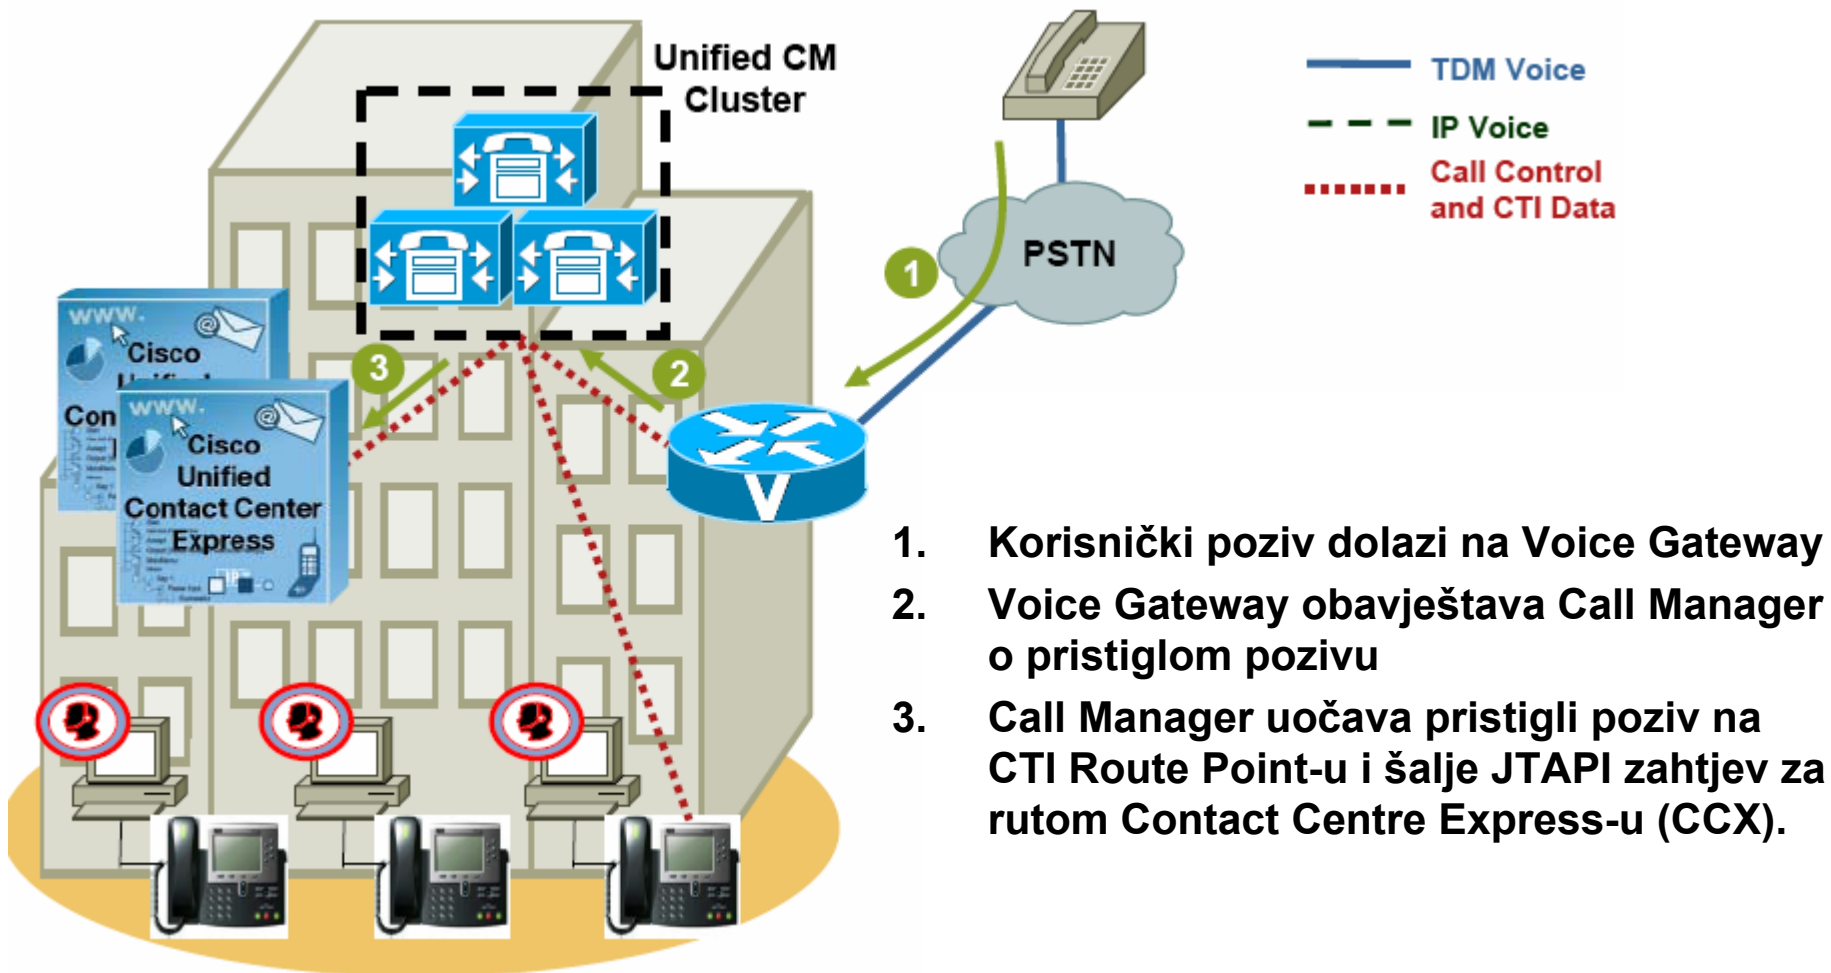 Unified CM
Cluster
TDM Voice
IP Voice
Call Control
and CTI Data
PSTN
1
2
3
www.
Cisco
Con
www.
Cisco
Unified
Contact Center
Express
V
1. Korisnički poziv dolazi na Voice Gateway
2. Voice Gateway obavještava Call Manager
o pristiglom pozivu
3. Call Manager uočava pristigli poziv na
CTI Route Point-u i šalje JTAPI zahtjev za
rutom Contact Centre Express-u (CCX).